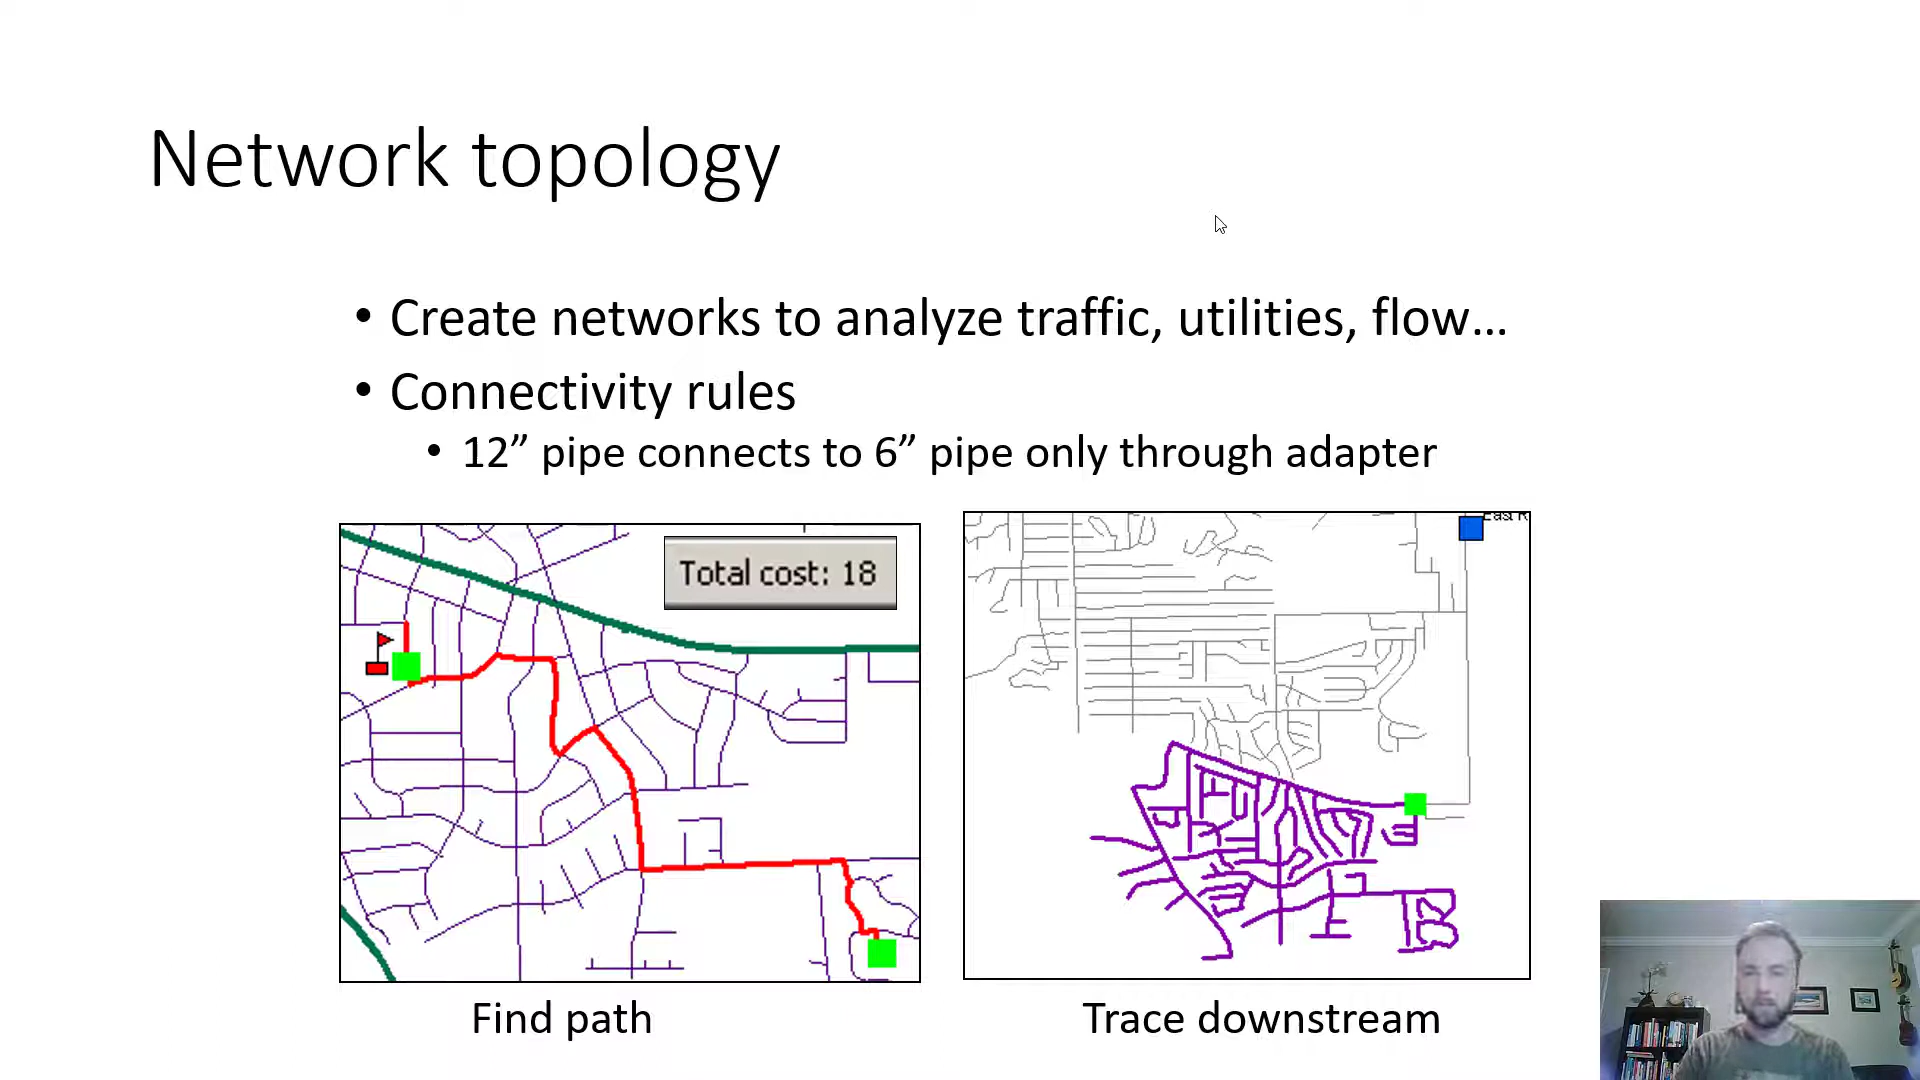 Network topology
• Create networks to analyze traffic, utilities, flow...
• Connectivity rules
• 12” pipe connects to 6” pipe only through adapter
Total cost: 18
East R
Find path
Trace downstream